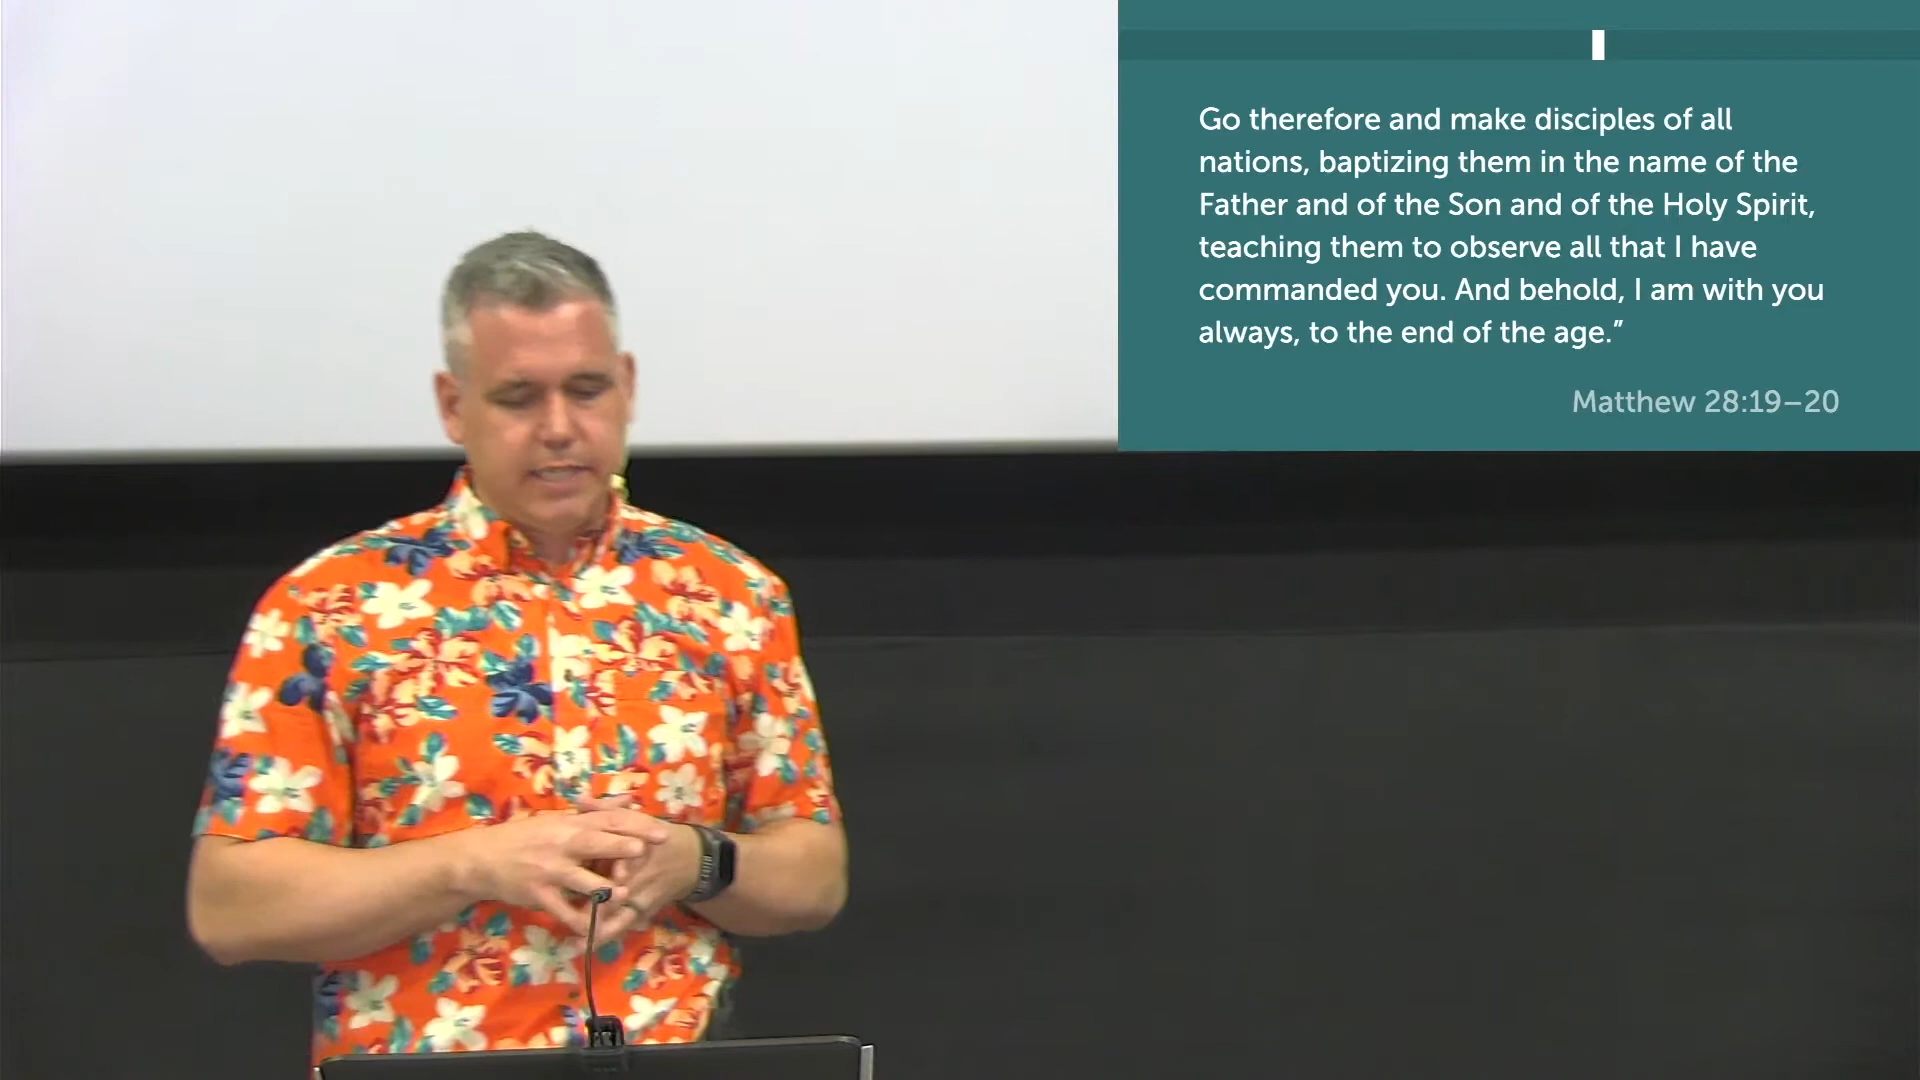 Go therefore and make disciples of all
nations, baptizing them in the name of the
Father and of the Son and of the Holy Spirit,
teaching them to observe all that I have
commanded you. And behold, I am with you
always, to the end of the age.”
Matthew 28:19–20